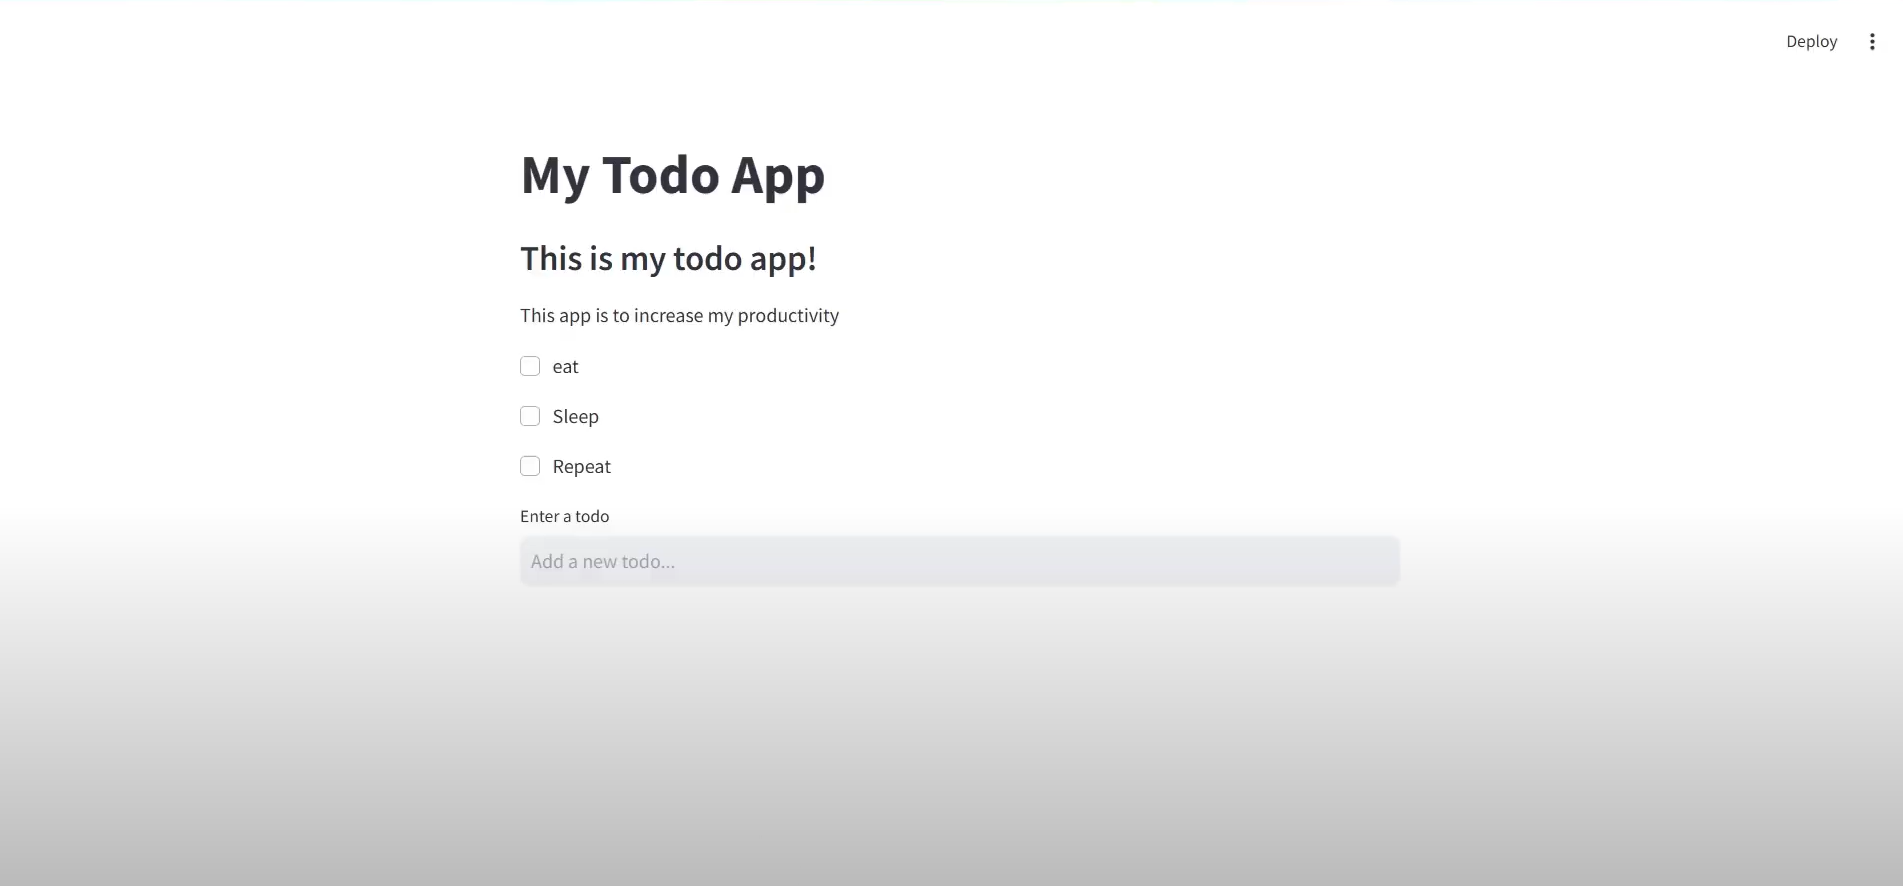 Deploy
My Todo App
This is my todo app!
This app is to increase my productivity
eat
Sleep
Repeat
Enter a todo
Add a new todo...